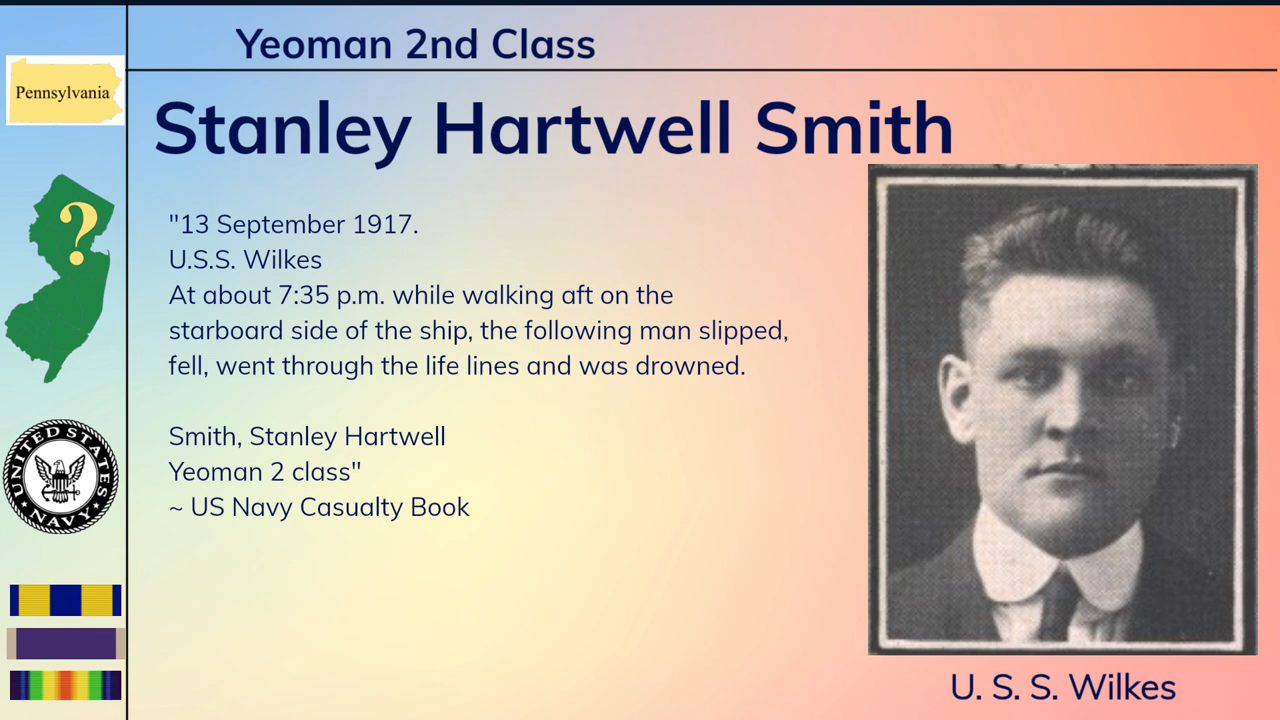 Yeoman 2nd Class
Pennsylvania
Stanley Hartwell Smith
?
"13 September 1917.
U.S.S. Wilkes
At about 7:35 p.m. while walking aft on the
starboard side of the ship, the following man slipped,
fell, went through the life lines and was drowned.
Smith, Stanley Hartwell
Yeoman 2 class"
~ US Navy Casualty Book
UNITED STATES
NAVY
U. S. S. Wilkes